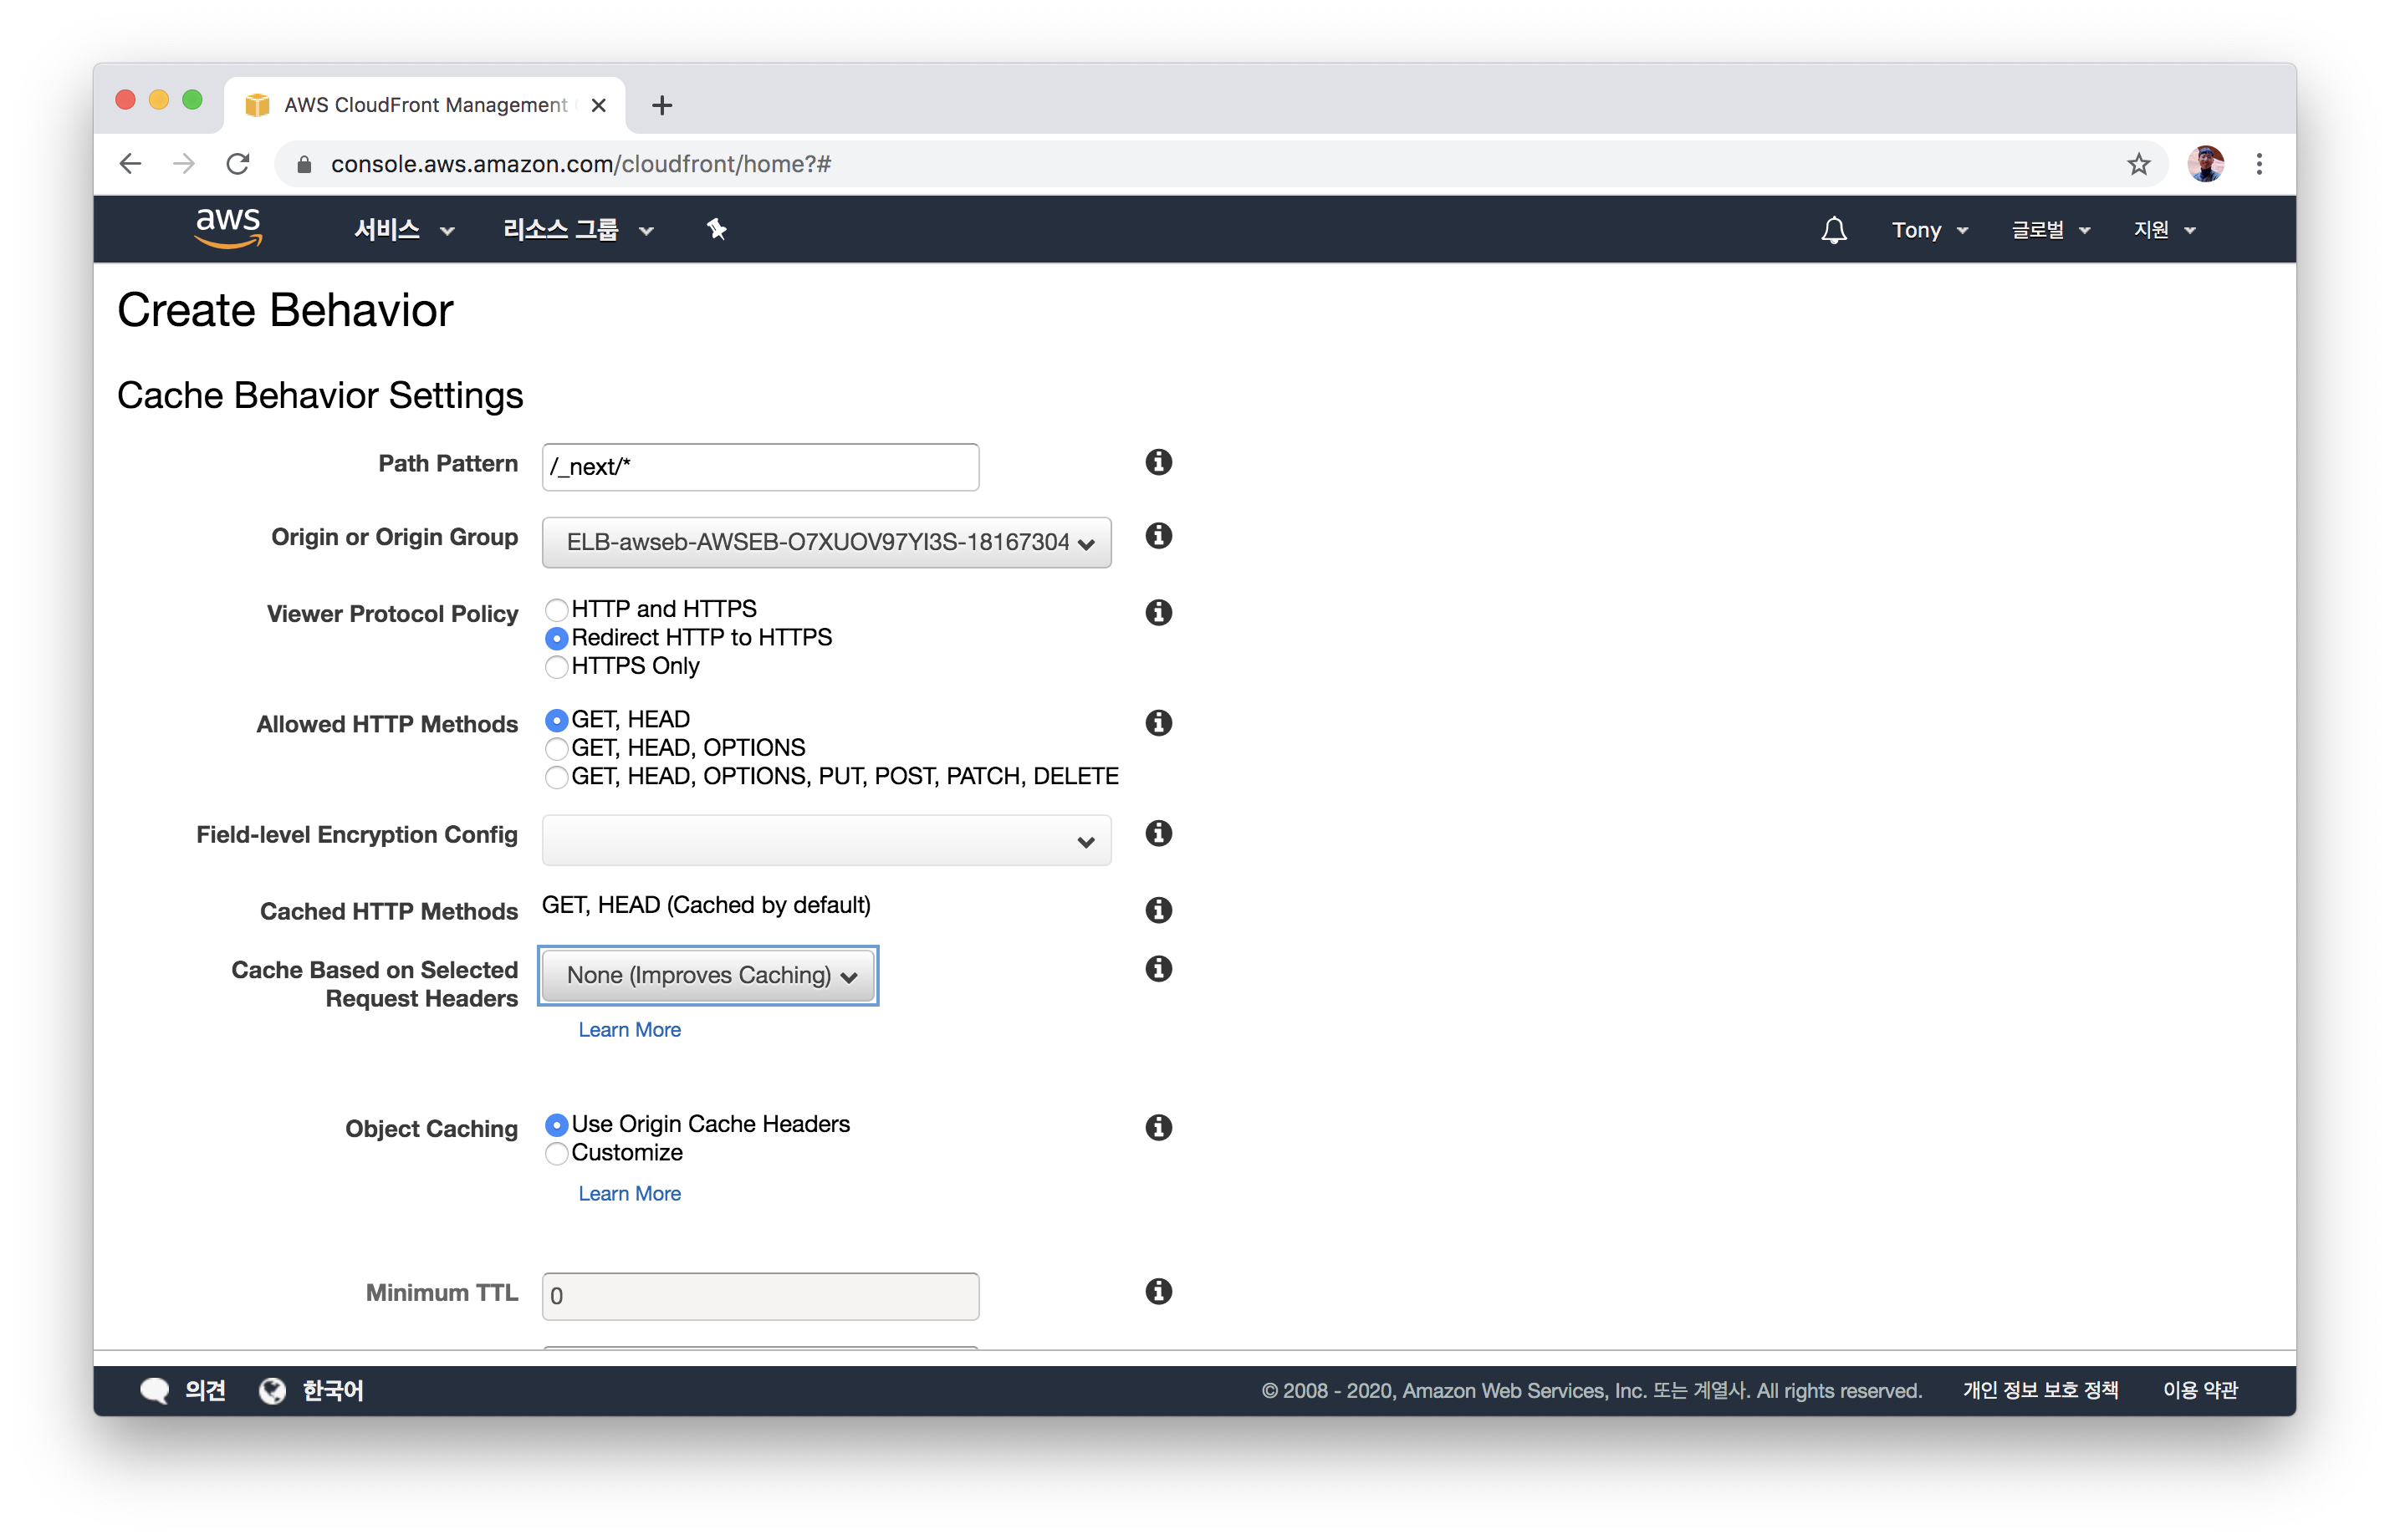 AWS CloudFront Management
console.aws.amazon.com/cloudfront/home?#
aws 서비스 리소스 그룹 Tony 글로벌 지원
Create Behavior
Cache Behavior Settings
Path Pattern /_next/*
Origin or Origin Group ELB-awseb-AWSEB-O7XUOV97YI3S-18167304
Viewer Protocol Policy HTTP and HTTPS
Redirect HTTP to HTTPS
HTTPS Only
Allowed HTTP Methods GET, HEAD
GET, HEAD, OPTIONS
GET, HEAD, OPTIONS, PUT, POST, PATCH, DELETE
Field-level Encryption Config
Cached HTTP Methods GET, HEAD (Cached by default)
Cache Based on Selected
Request Headers
None (Improves Caching)
Learn More
Object Caching Use Origin Cache Headers
Customize
Learn More
Minimum TTL 0
의견 한국어 © 2008 - 2020, Amazon Web Services, Inc. 또는 계열사. All rights reserved. 개인 정보 보호 정책 이용 약관